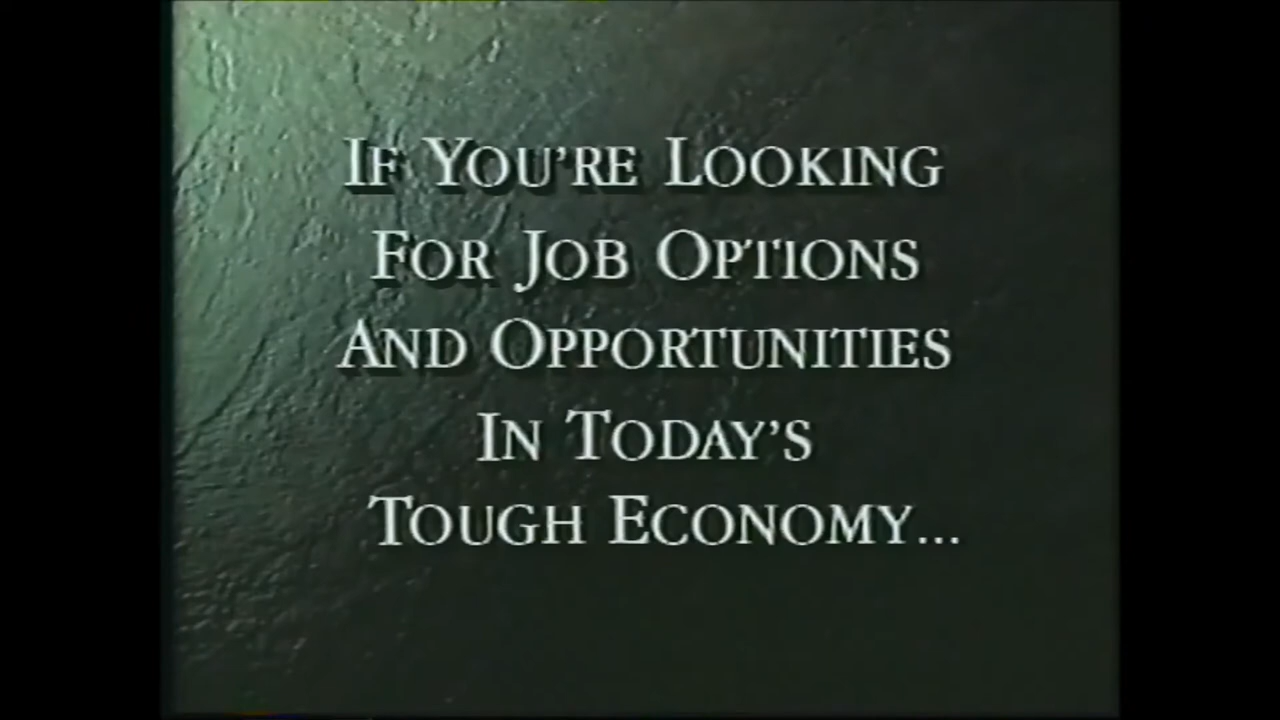 If You're Looking
For Job Options
And Opportunities
In Today's
Tough Economy...